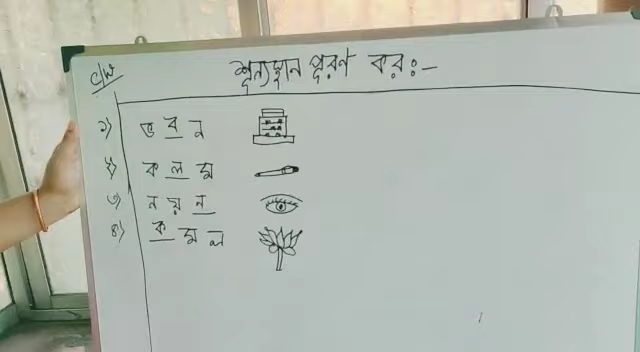 C/W
শূন্যস্থান পূরণ কর:-
১) ভ ব ন
২) ক ল ম
৩) ন য় ন
৪) ক ম ল